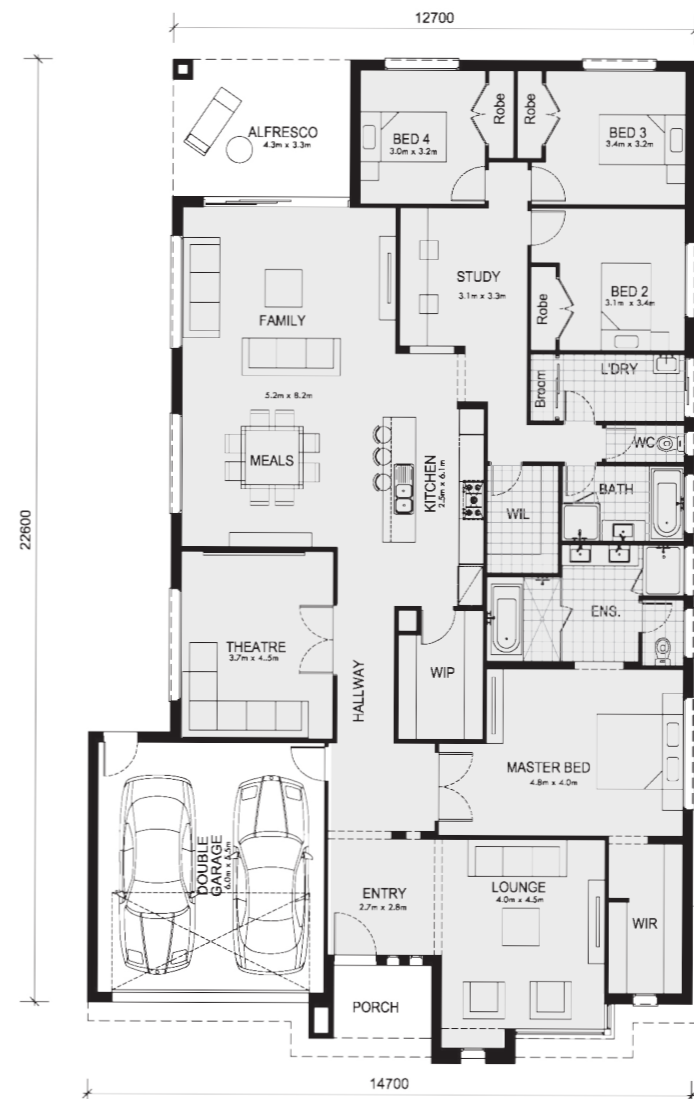 12700
ALFRESCO
4.3m x 3.3m
BED 4
3.0m x 3.2m
Robe
Robe
BED 3
3.4m x 3.2m
FAMILY
STUDY
3.1m x 3.3m
BED 2
3.1m x 3.4m
Robe
5.2m x 8.2m
MEALS
KITCHEN
2.5m x 6.1m
Broom
L'DRY
WC
BATH
WIL
22600
ENS.
THEATRE
3.7m x 4.5m
HALLWAY
WIP
MASTER BED
4.8m x 4.0m
DOUBLE
GARAGE
6.0m x 6.5m
ENTRY
2.7m x 2.8m
LOUNGE
4.0m x 4.5m
WIR
PORCH
14700